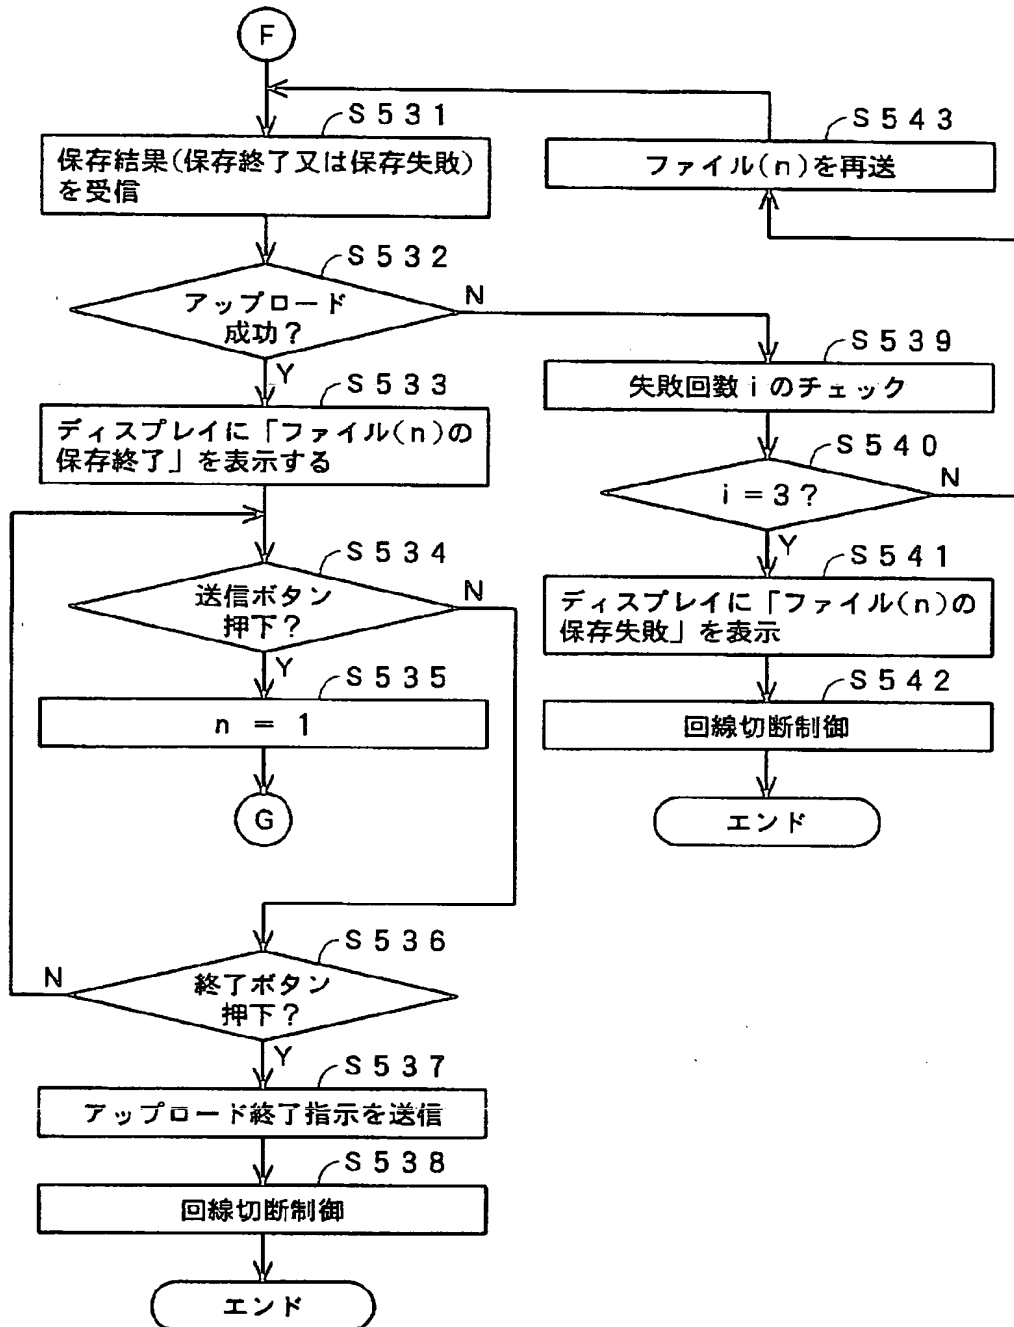 F
S531
保存結果(保存終了又は保存失敗)
を受信
S532
アップロード
成功?
N
Y
S533
ディスプレイに「ファイル(n)の
保存終了」を表示する
S534
送信ボタン
押下?
N
Y
S535
n = 1
G
S536
終了ボタン
押下?
N
Y
S537
アップロード終了指示を送信
S538
回線切断制御
エンド
S543
ファイル(n)を再送
S539
失敗回数iのチェック
S540
i=3?
N
Y
S541
ディスプレイに「ファイル(n)の
保存失敗」を表示
S542
回線切断制御
エンド